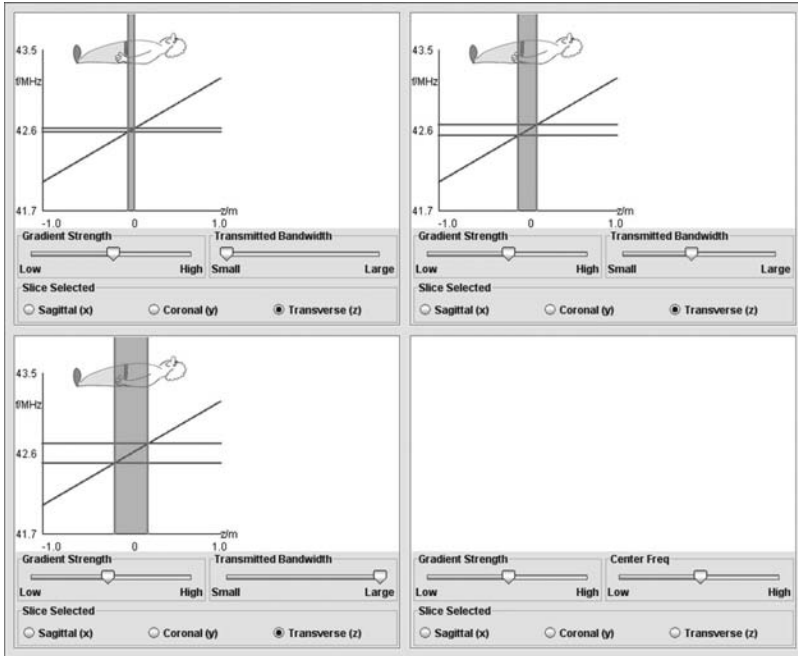 43.5
f/MHz
42.6
41.7
z/m
-1.0 0 1.0
Gradient Strength
Low High
Transmitted Bandwidth
Small Large
Slice Selected
Sagittal (x) Coronal (y) Transverse (z)
43.5
f/MHz
42.6
41.7
z/m
-1.0 0 1.0
Gradient Strength
Low High
Transmitted Bandwidth
Small Large
Slice Selected
Sagittal (x) Coronal (y) Transverse (z)
43.5
f/MHz
42.6
41.7
z/m
-1.0 0 1.0
Gradient Strength
Low High
Transmitted Bandwidth
Small Large
Slice Selected
Sagittal (x) Coronal (y) Transverse (z)
Gradient Strength
Low High
Center Freq
Low High
Slice Selected
Sagittal (x) Coronal (y) Transverse (z)